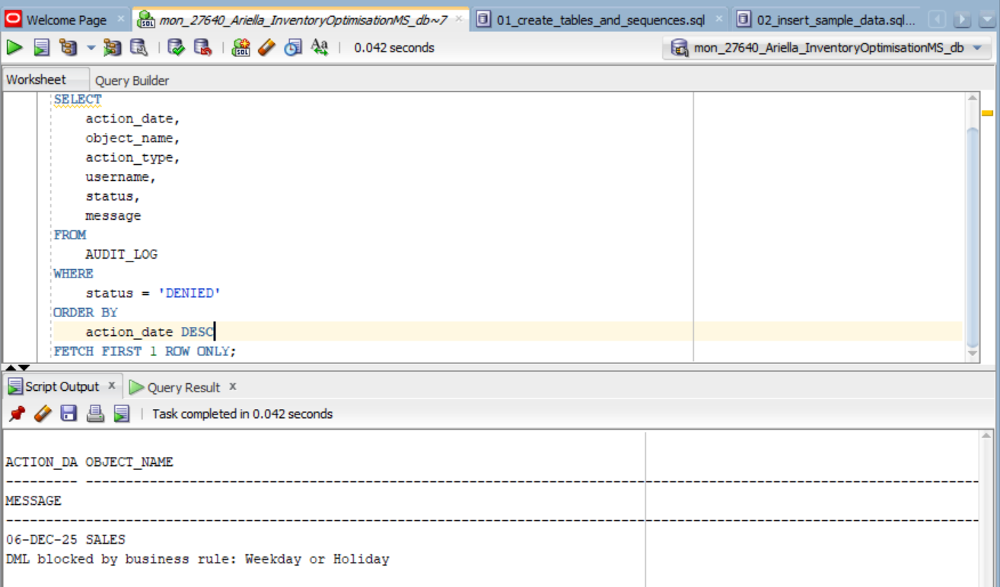 Welcome Page mon_27640_Ariella_InventoryOptimisationMS_db~7 01_create_tables_and_sequences.sql 02_insert_sample_data.sql...
SQL Aa 0.042 seconds mon_27640_Ariella_InventoryOptimisationMS_db
Worksheet Query Builder
SELECT
action_date,
object_name,
action_type,
username,
status,
message
FROM
AUDIT_LOG
WHERE
status = 'DENIED'
ORDER BY
action_date DESC
FETCH FIRST 1 ROW ONLY;
Script Output x Query Result x
Task completed in 0.042 seconds
ACTION_DA OBJECT_NAME
--------- ----------------------------------------------------------------------------------------------------------------
MESSAGE
--------------------------------------------------------------------------------------------------------------------------
06-DEC-25 SALES
DML blocked by business rule: Weekday or Holiday